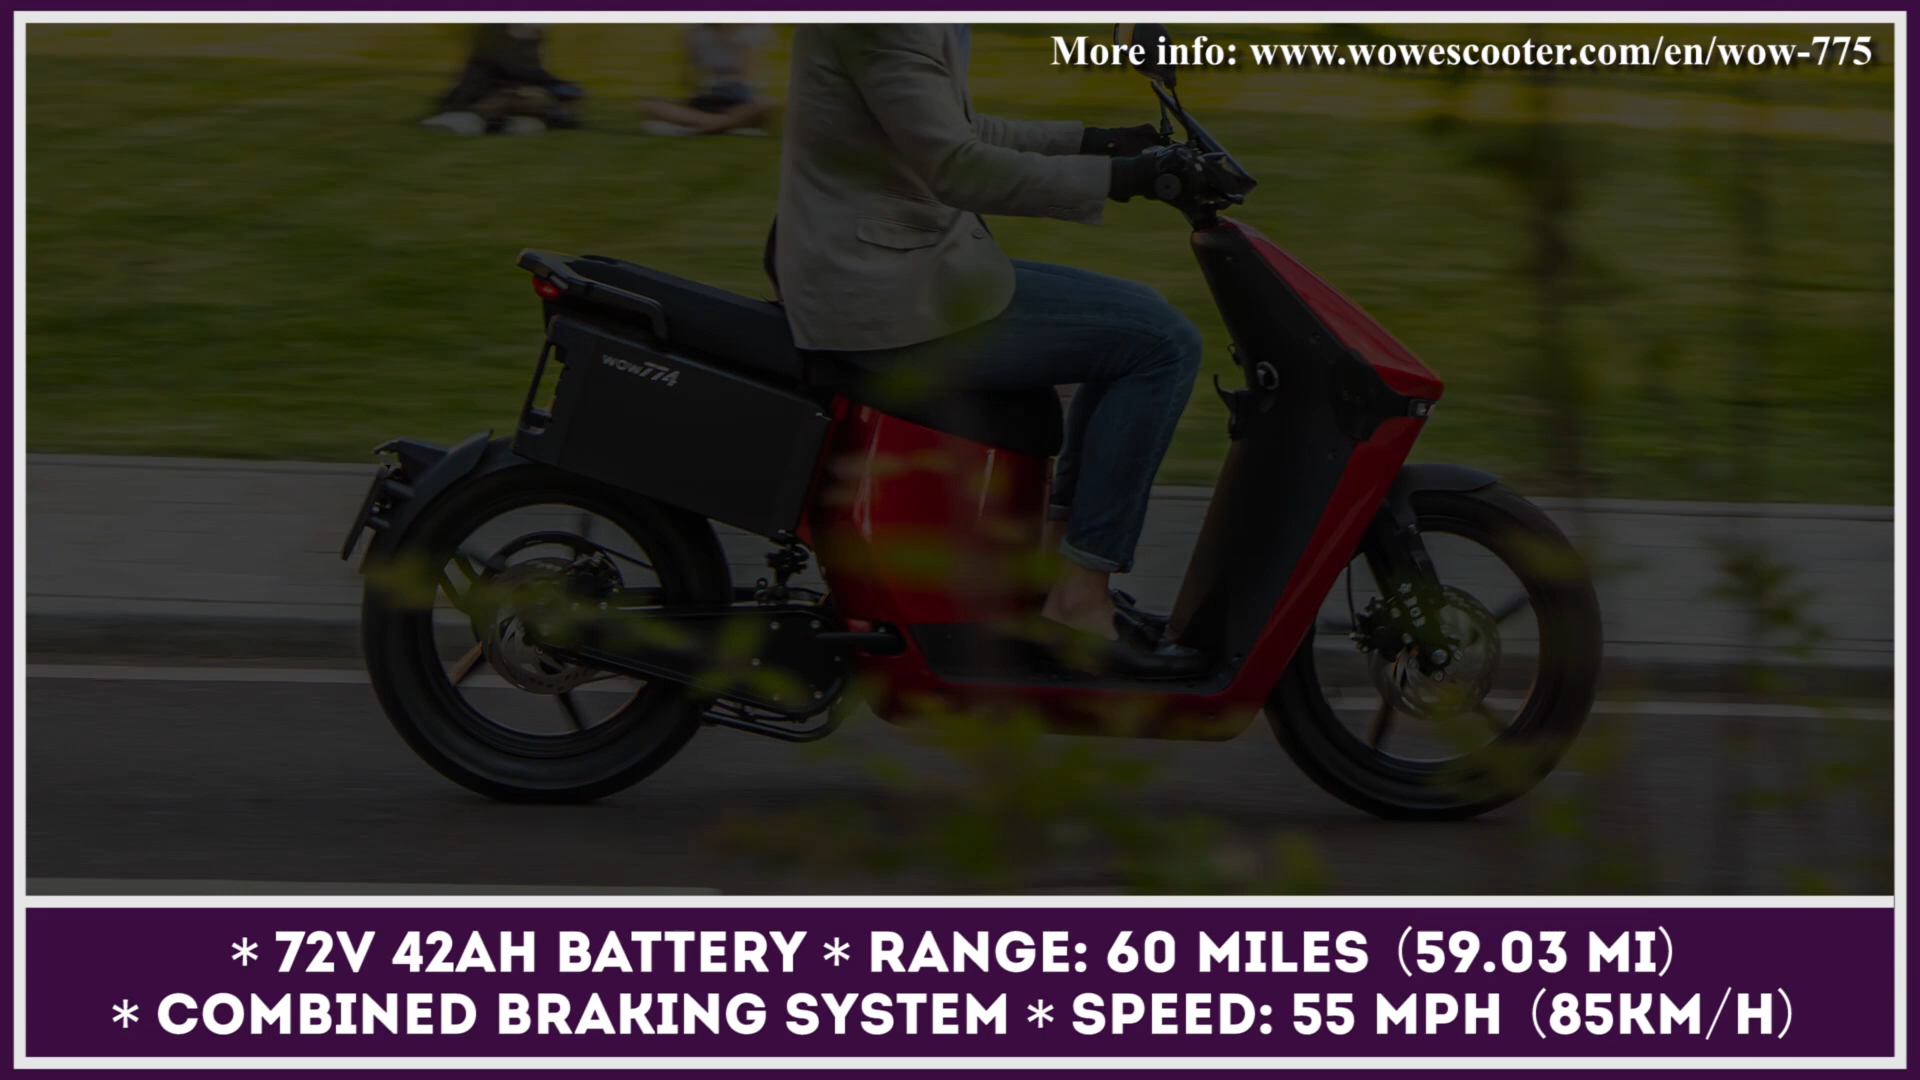 More info: www.wowescooter.com/en/wow-775
wow774
* 72V 42AH BATTERY * RANGE: 60 MILES (59.03 MI)
* COMBINED BRAKING SYSTEM * SPEED: 55 MPH (85KM/H)